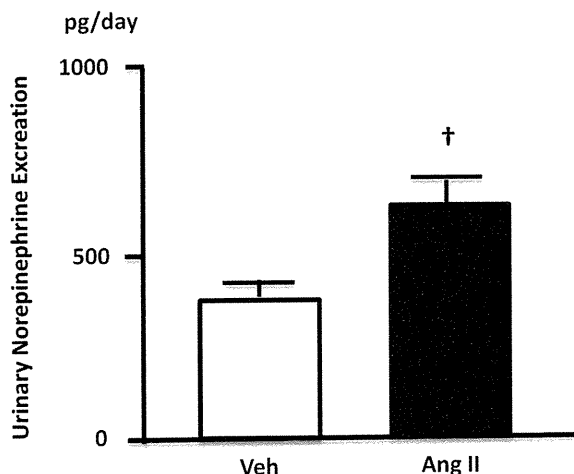 pg/day
1000
†
Urinary Norepinephrine Excreation
500
0
Veh Ang II